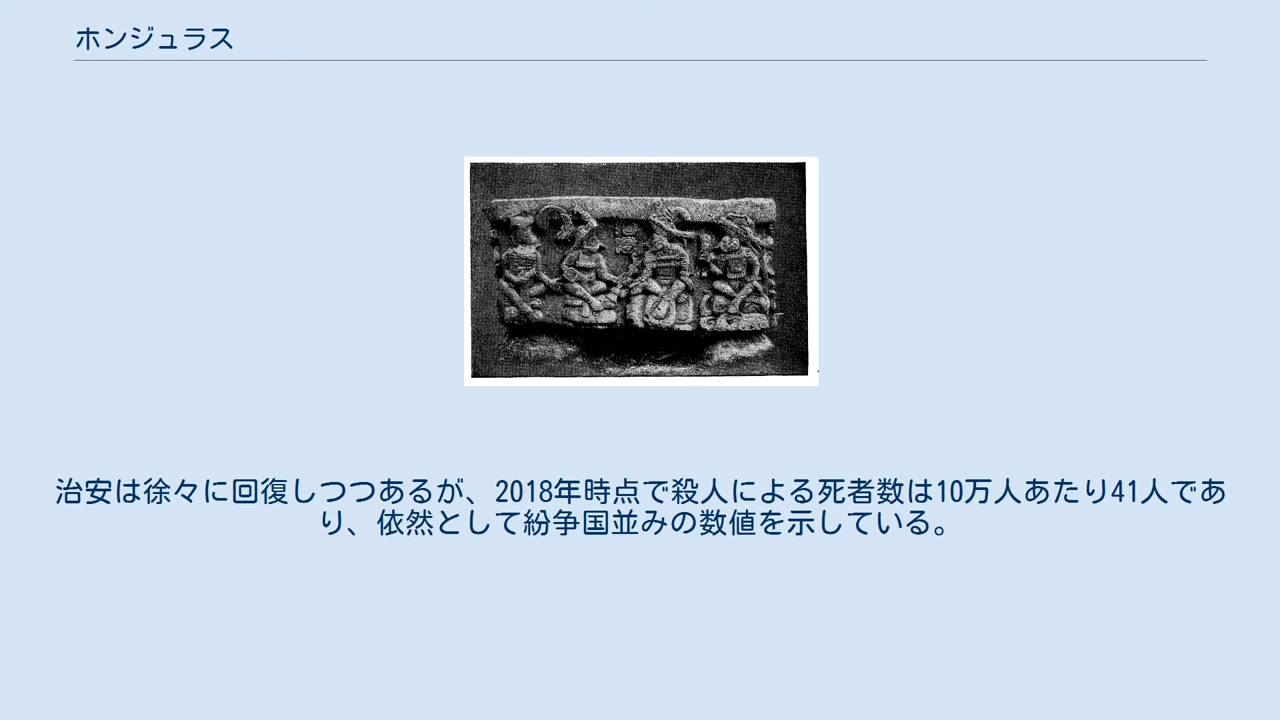 ホンジュラス
治安は徐々に回復しつつあるが、2018年時点で殺人による死者数は10万人あたり41人であ
り、依然として紛争国並みの数値を示している。